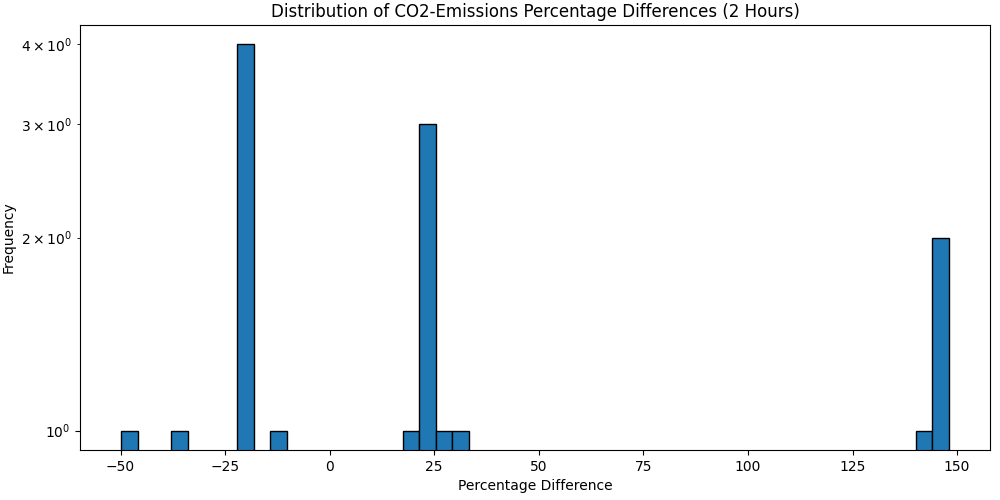 Distribution of CO2-Emissions Percentage Differences (2 Hours)
Frequency
4 × 10⁰
3 × 10⁰
2 × 10⁰
10⁰
−50 −25 0 25 50 75 100 125 150
Percentage Difference